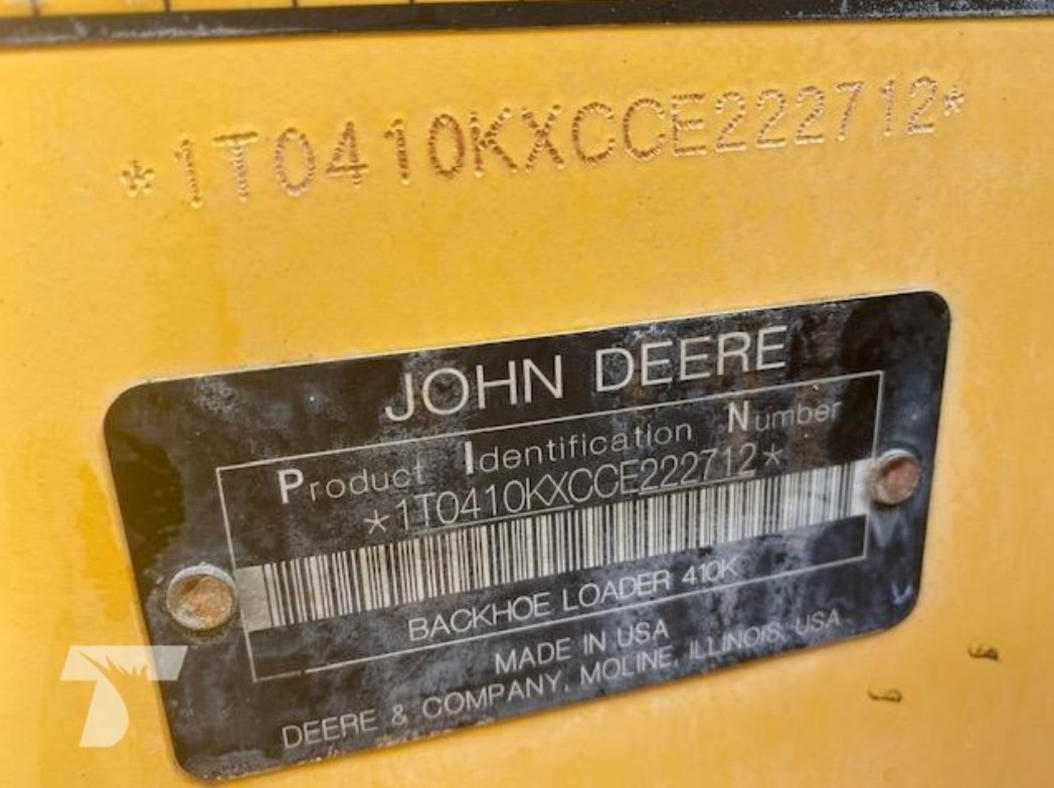 *1T0410KXCCE222712*
JOHN DEERE
Product Identification Number
*1T0410KXCCE222712*
BACKHOE LOADER 410K
MADE IN USA
DEERE & COMPANY, MOLINE, ILLINOIS, USA